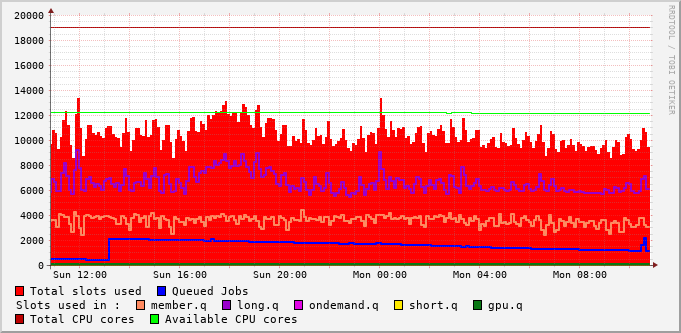 RRDTOOL / TOBI OETIKER
20000
18000
16000
14000
12000
10000
8000
6000
4000
2000
0
Sun 12:00 Sun 16:00 Sun 20:00 Mon 00:00 Mon 04:00 Mon 08:00
Total slots used Queued Jobs
Slots used in : member.q long.q ondemand.q short.q gpu.q
Total CPU cores Available CPU cores